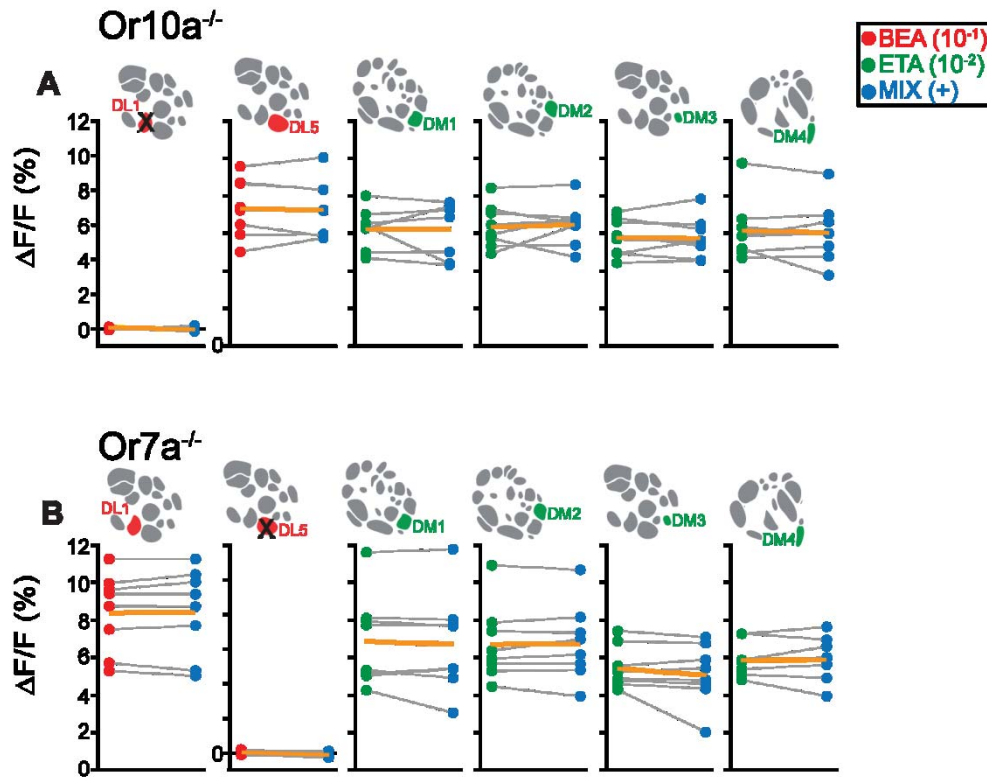 Or10a-/-
BEA (10-1)
ETA (10-2)
MIX (+)
A
DL1
X
DL5
DM1
DM2
DM3
DM4
ΔF/F (%)
12
10
8
6
4
2
0
0
Or7a-/-
B
DL1
X
DL5
DM1
DM2
DM3
DM4
ΔF/F (%)
12
10
8
6
4
2
0
0